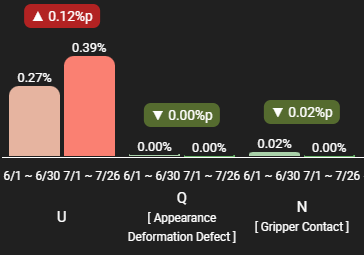 ▲ 0.12%p
0.27%
0.39%
6/1 ~ 6/30 7/1 ~ 7/26
U
▼ 0.00%p
0.00%
0.00%
6/1 ~ 6/30 7/1 ~ 7/26
Q
[ Appearance
Deformation Defect ]
▼ 0.02%p
0.02%
0.00%
6/1 ~ 6/30 7/1 ~ 7/26
N
[ Gripper Contact ]